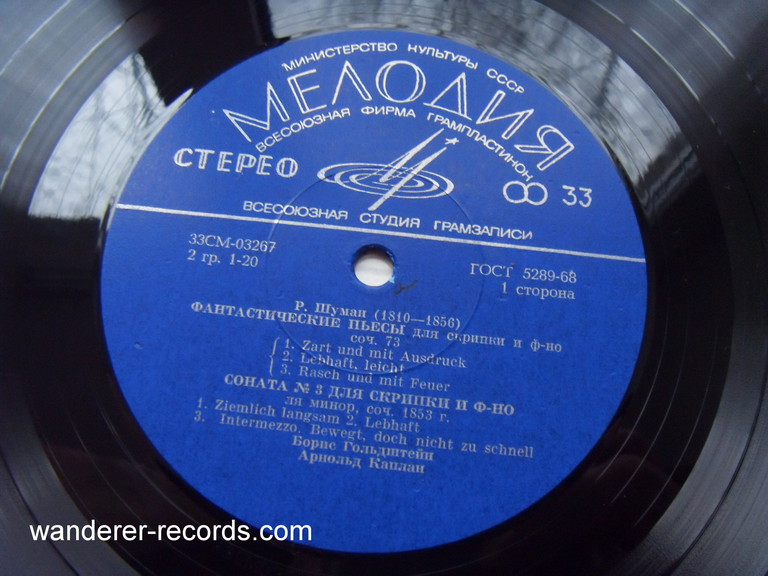 МИНИСТЕРСТВО КУЛЬТУРЫ СССР
МЕЛОДИЯ
ВСЕСОЮЗНАЯ ФИРМА ГРАМПЛАСТИНОК
СТЕРЕО
33
ВСЕСОЮЗНАЯ СТУДИЯ ГРАМЗАПИСИ
33СМ-03267
2 гр. 1-20
ГОСТ 5289-68
1 сторона
Р. Шуман (1810—1856)
ФАНТАСТИЧЕСКИЕ ПЬЕСЫ для скрипки и ф-но
соч. 73
1. Zart und mit Ausdruck
2. Lebhaft, leicht
3. Rasch und mit Feuer
СОНАТА № 3 ДЛЯ СКРИПКИ И Ф-НО
ля минор, соч. 1853 г.
1. Ziemlich langsam 2. Lebhaft
3. Intermezzo. Bewegt, doch nicht zu schnell
Борис Гольдштейн
Арнольд Каплан
wanderer-records.com